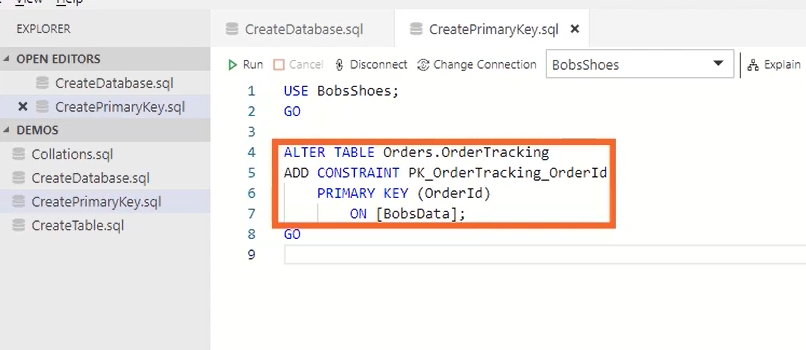 View Help
EXPLORER
CreateDatabase.sql
CreatePrimaryKey.sql
OPEN EDITORS
CreateDatabase.sql
CreatePrimaryKey.sql
DEMOS
Collations.sql
CreateDatabase.sql
CreatePrimaryKey.sql
CreateTable.sql
Run Cancel Disconnect Change Connection BobsShoes Explain
1 USE BobsShoes;
2 GO
3
4 ALTER TABLE Orders.OrderTracking
5 ADD CONSTRAINT PK_OrderTracking_OrderId
6 PRIMARY KEY (OrderId)
7 ON [BobsData];
8 GO
9